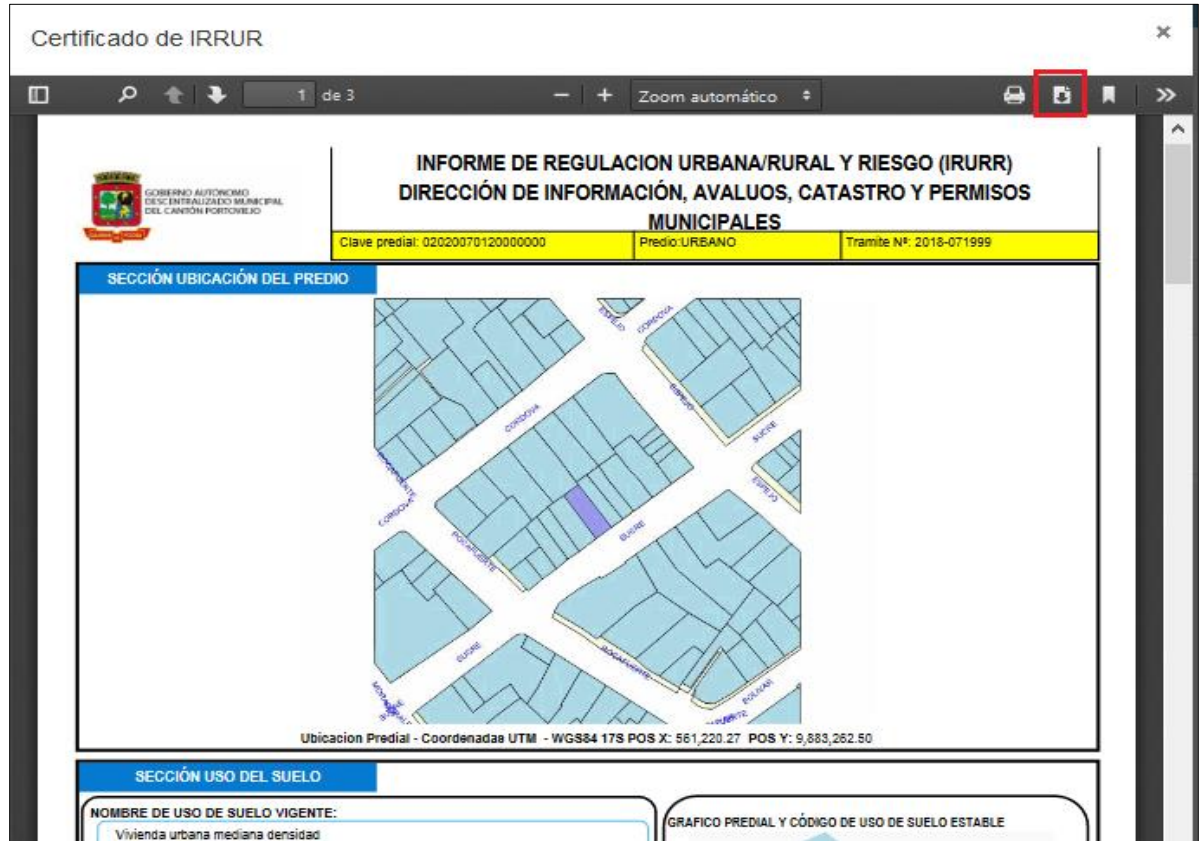 Certificado de IRRUR
×
1 de 3
Zoom automático
GOBIERNO AUTONOMO
DESCENTRALIZADO MUNICIPAL
DEL CANTÓN PORTOVIEJO
INFORME DE REGULACION URBANA/RURAL Y RIESGO (IRURR)
DIRECCIÓN DE INFORMACIÓN, AVALUOS, CATASTRO Y PERMISOS
MUNICIPALES
Clave predial: 02020070120000000
Predio:URBANO
Tramite Nº: 2018-071999
SECCIÓN UBICACIÓN DEL PREDIO
ESPEJO
CORDOVA
ESPEJO
CORDOVA
SUCRE
ROCAFUERTE
ESPEJO
CORDOVA
SUCRE
ROCAFUERTE
SUCRE
ROCAFUERTE
BOLIVAR
Ubicacion Predial - Coordenadas UTM - WGS84 17S POS X: 561,220.27 POS Y: 9,883,262.50
SECCIÓN USO DEL SUELO
NOMBRE DE USO DE SUELO VIGENTE:
Vivienda urbana mediana densidad
GRAFICO PREDIAL Y CÓDIGO DE USO DE SUELO ESTABLE